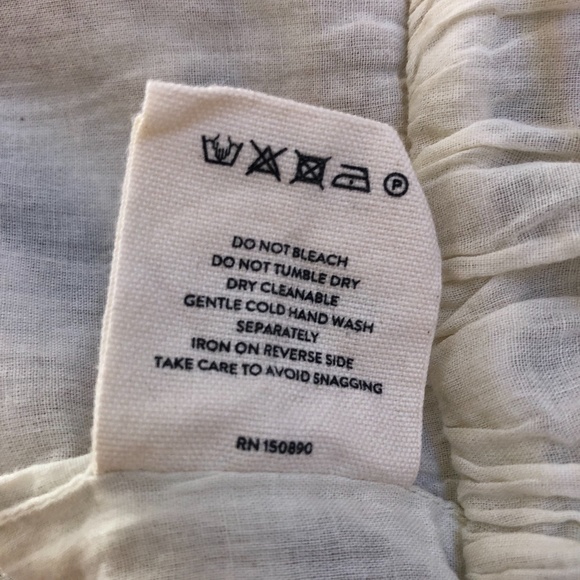 P
DO NOT BLEACH
DO NOT TUMBLE DRY
DRY CLEANABLE
GENTLE COLD HAND WASH
SEPARATELY
IRON ON REVERSE SIDE
TAKE CARE TO AVOID SNAGGING
RN 150890